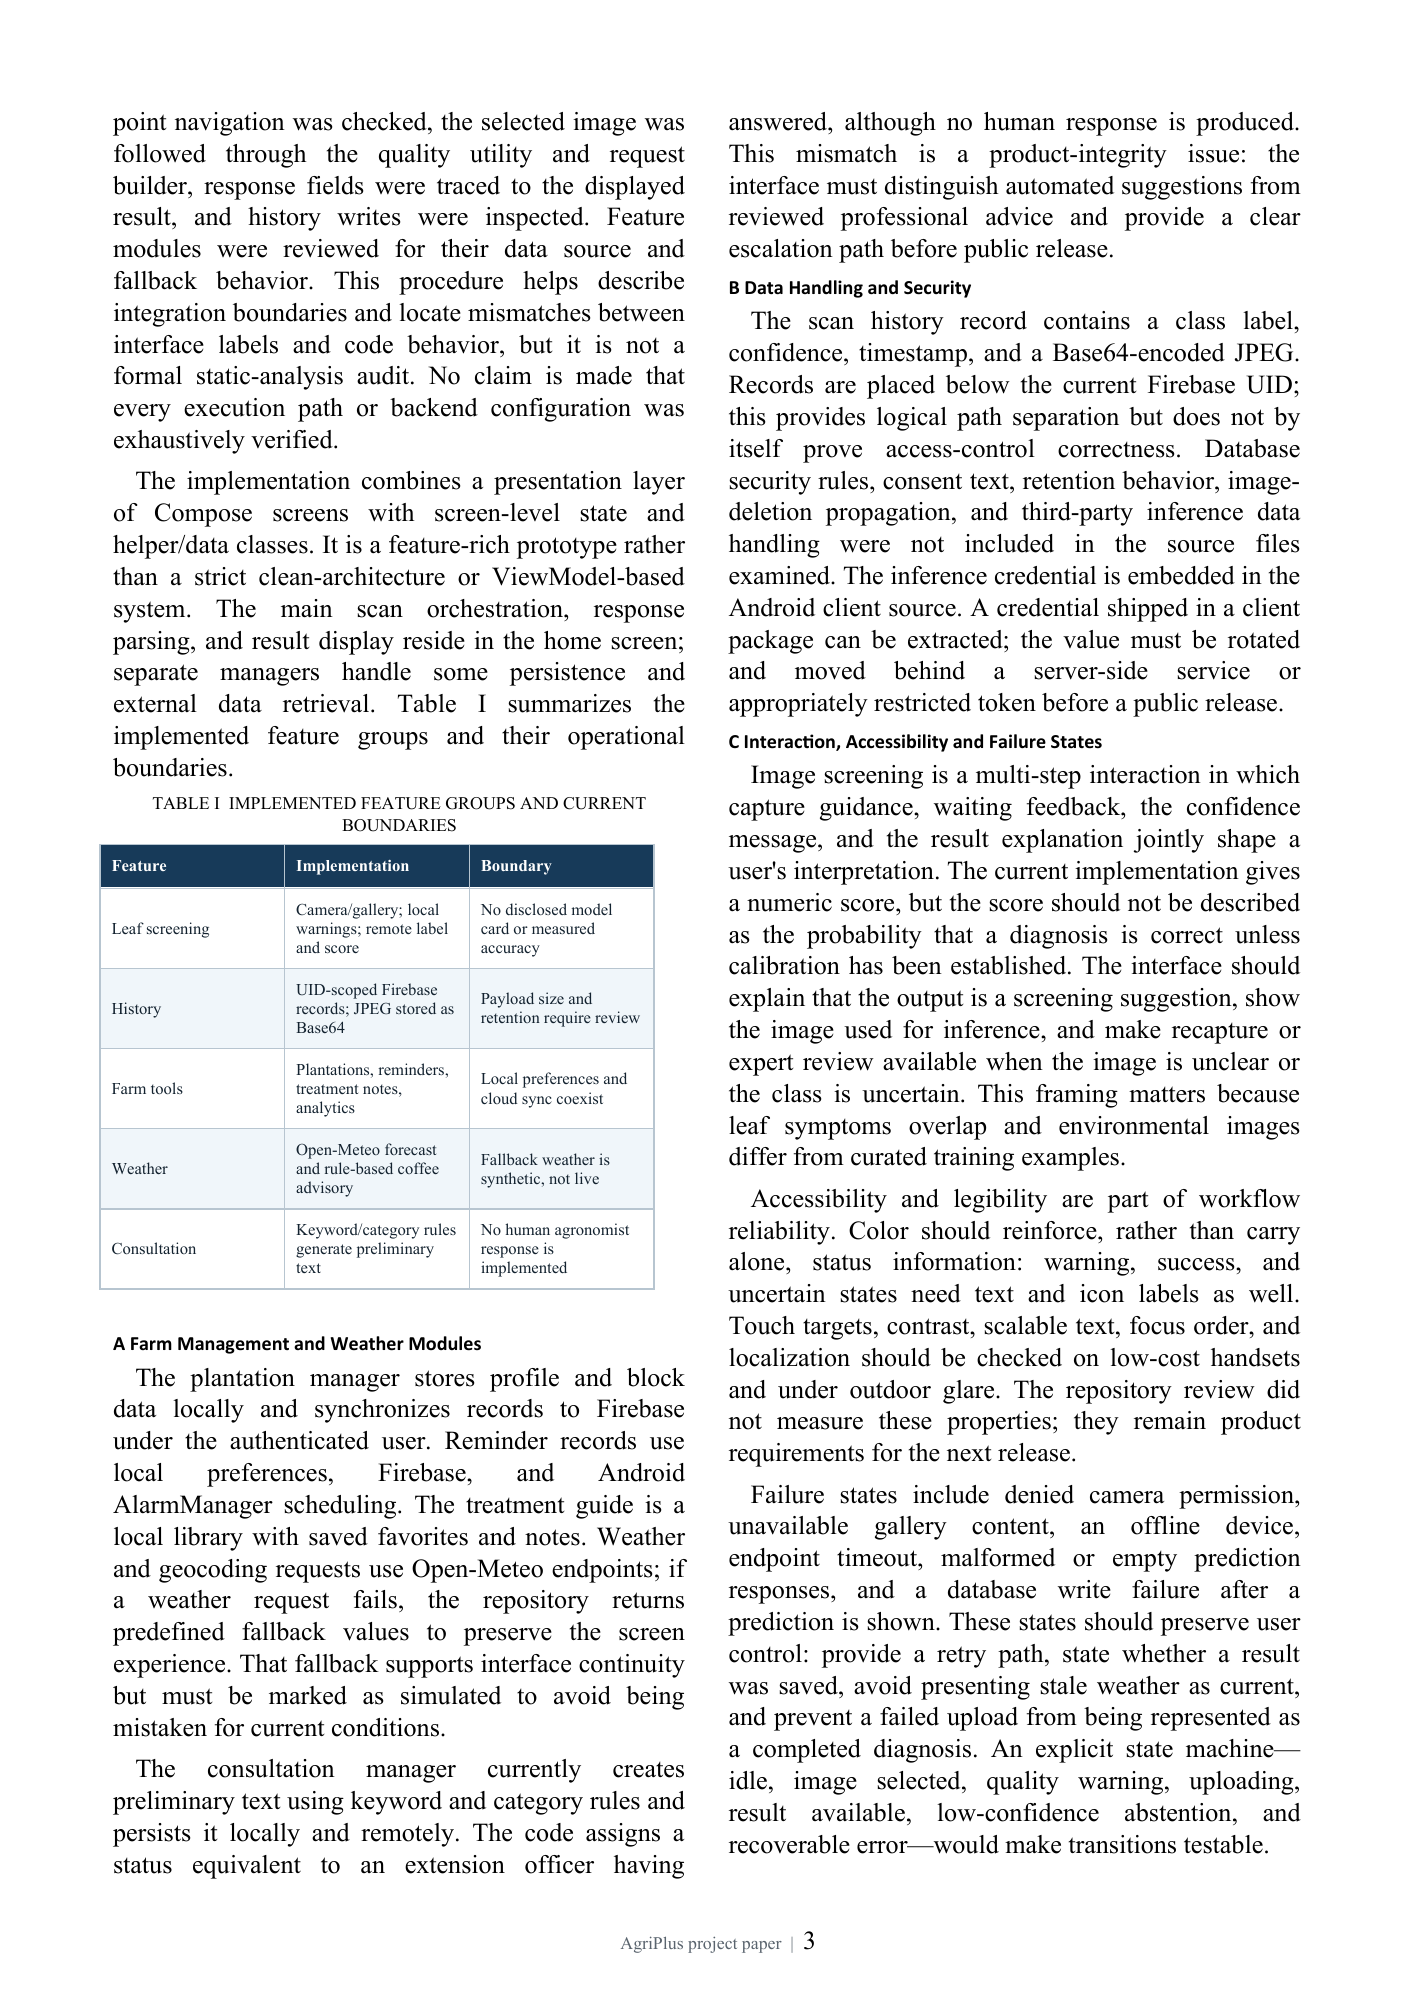 point navigation was checked, the selected image was
followed through the quality utility and request
builder, response fields were traced to the displayed
result, and history writes were inspected. Feature
modules were reviewed for their data source and
fallback behavior. This procedure helps describe
integration boundaries and locate mismatches between
interface labels and code behavior, but it is not a
formal static-analysis audit. No claim is made that
every execution path or backend configuration was
exhaustively verified.
The implementation combines a presentation layer
of Compose screens with screen-level state and
helper/data classes. It is a feature-rich prototype rather
than a strict clean-architecture or ViewModel-based
system. The main scan orchestration, response
parsing, and result display reside in the home screen;
separate managers handle some persistence and
external data retrieval. Table I summarizes the
implemented feature groups and their operational
boundaries.
TABLE I IMPLEMENTED FEATURE GROUPS AND CURRENT
BOUNDARIES
Feature Implementation Boundary
Leaf screening
Camera/gallery; local
warnings; remote label
and score
No disclosed model
card or measured
accuracy
History
UID-scoped Firebase
records; JPEG stored as
Base64
Payload size and
retention require review
Farm tools
Plantations, reminders,
treatment notes,
analytics
Local preferences and
cloud sync coexist
Weather
Open-Meteo forecast
and rule-based coffee
advisory
Fallback weather is
synthetic, not live
Consultation
Keyword/category rules
generate preliminary
text
No human agronomist
response is
implemented
A Farm Management and Weather Modules
The plantation manager stores profile and block
data locally and synchronizes records to Firebase
under the authenticated user. Reminder records use
local preferences, Firebase, and Android
AlarmManager scheduling. The treatment guide is a
local library with saved favorites and notes. Weather
and geocoding requests use Open-Meteo endpoints; if
a weather request fails, the repository returns
predefined fallback values to preserve the screen
experience. That fallback supports interface continuity
but must be marked as simulated to avoid being
mistaken for current conditions.
The consultation manager currently creates
preliminary text using keyword and category rules and
persists it locally and remotely. The code assigns a
status equivalent to an extension officer having
answered, although no human response is produced.
This mismatch is a product-integrity issue: the
interface must distinguish automated suggestions from
reviewed professional advice and provide a clear
escalation path before public release.
B Data Handling and Security
The scan history record contains a class label,
confidence, timestamp, and a Base64-encoded JPEG.
Records are placed below the current Firebase UID;
this provides logical path separation but does not by
itself prove access-control correctness. Database
security rules, consent text, retention behavior, image-
deletion propagation, and third-party inference data
handling were not included in the source files
examined. The inference credential is embedded in the
Android client source. A credential shipped in a client
package can be extracted; the value must be rotated
and moved behind a server-side service or
appropriately restricted token before a public release.
C Interaction, Accessibility and Failure States
Image screening is a multi-step interaction in which
capture guidance, waiting feedback, the confidence
message, and the result explanation jointly shape a
user's interpretation. The current implementation gives
a numeric score, but the score should not be described
as the probability that a diagnosis is correct unless
calibration has been established. The interface should
explain that the output is a screening suggestion, show
the image used for inference, and make recapture or
expert review available when the image is unclear or
the class is uncertain. This framing matters because
leaf symptoms overlap and environmental images
differ from curated training examples.
Accessibility and legibility are part of workflow
reliability. Color should reinforce, rather than carry
alone, status information: warning, success, and
uncertain states need text and icon labels as well.
Touch targets, contrast, scalable text, focus order, and
localization should be checked on low-cost handsets
and under outdoor glare. The repository review did
not measure these properties; they remain product
requirements for the next release.
Failure states include denied camera permission,
unavailable gallery content, an offline device,
endpoint timeout, malformed or empty prediction
responses, and a database write failure after a
prediction is shown. These states should preserve user
control: provide a retry path, state whether a result
was saved, avoid presenting stale weather as current,
and prevent a failed upload from being represented as
a completed diagnosis. An explicit state machine—
idle, image selected, quality warning, uploading,
result available, low-confidence abstention, and
recoverable error—would make transitions testable.
AgriPlus project paper | 3